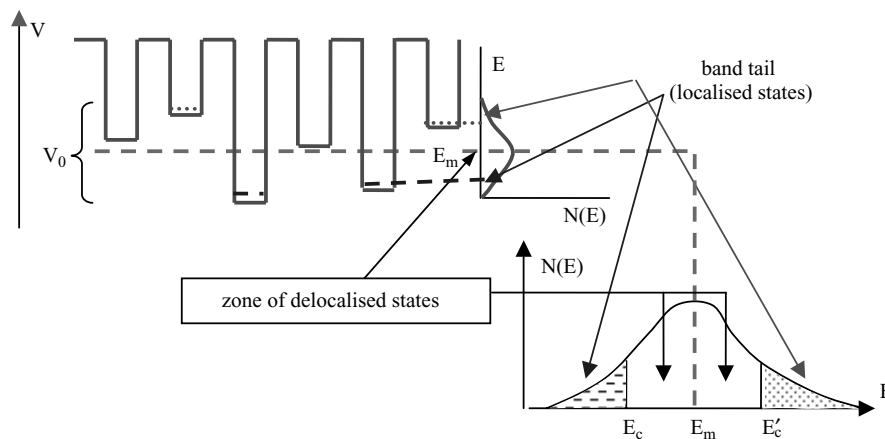 V
E
band tail
(localised states)
V0
Em
N(E)
zone of delocalised states
N(E)
E
Ec
Em
E′c